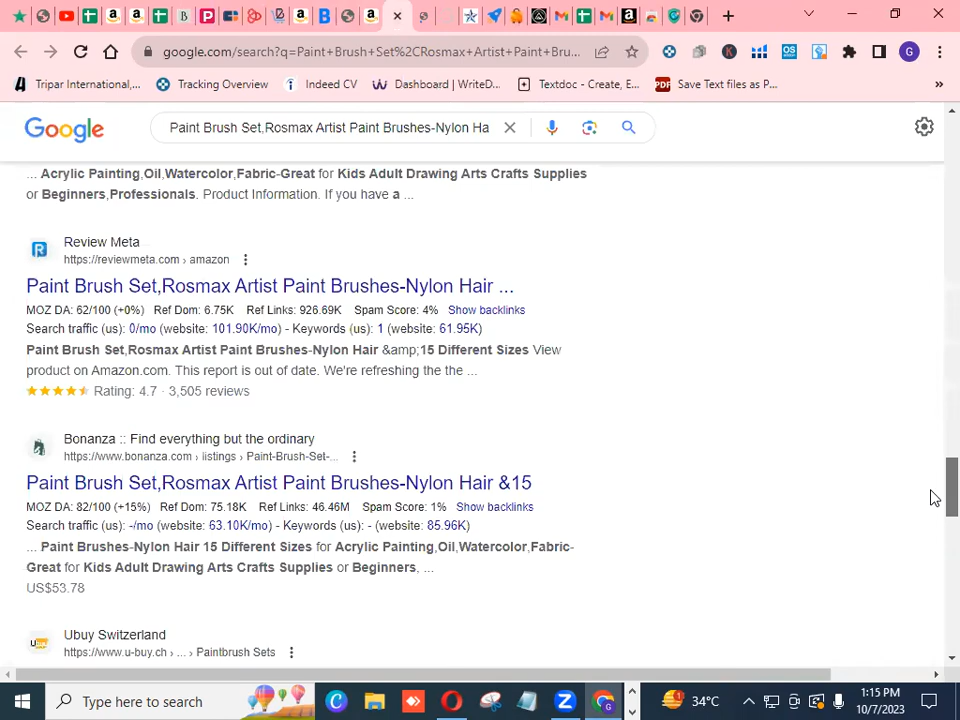 google.com/search?q=Paint+Brush+Set%2CRosmax+Artist+Paint+Bru...
G
Tripar International,...
Tracking Overview
Indeed CV
Dashboard | WriteD...
Textdoc - Create, E...
PDF
Save Text files as P...
»
Google
Paint Brush Set,Rosmax Artist Paint Brushes-Nylon Ha
... Acrylic Painting,Oil,Watercolor,Fabric-Great for Kids Adult Drawing Arts Crafts Supplies
or Beginners,Professionals. Product Information. If you have a ...
Review Meta
https://reviewmeta.com › amazon
Paint Brush Set,Rosmax Artist Paint Brushes-Nylon Hair ...
MOZ DA: 62/100 (+0%) Ref Dom: 6.75K Ref Links: 926.69K Spam Score: 4% Show backlinks
Search traffic (us): 0/mo (website: 101.90K/mo) - Keywords (us): 1 (website: 61.95K)
Paint Brush Set,Rosmax Artist Paint Brushes-Nylon Hair &amp;15 Different Sizes View
product on Amazon.com. This report is out of date. We're refreshing the the ...
Rating: 4.7 · 3,505 reviews
Bonanza :: Find everything but the ordinary
https://www.bonanza.com › listings › Paint-Brush-Set-...
Paint Brush Set,Rosmax Artist Paint Brushes-Nylon Hair &15
MOZ DA: 82/100 (+15%) Ref Dom: 75.18K Ref Links: 46.46M Spam Score: 1% Show backlinks
Search traffic (us): -/mo (website: 63.10K/mo) - Keywords (us): - (website: 85.96K)
... Paint Brushes-Nylon Hair 15 Different Sizes for Acrylic Painting,Oil,Watercolor,Fabric-
Great for Kids Adult Drawing Arts Crafts Supplies or Beginners, ...
US$53.78
Ubuy Switzerland
https://www.u-buy.ch › ... › Paintbrush Sets
Type here to search
34°C
1:15 PM
10/7/2023